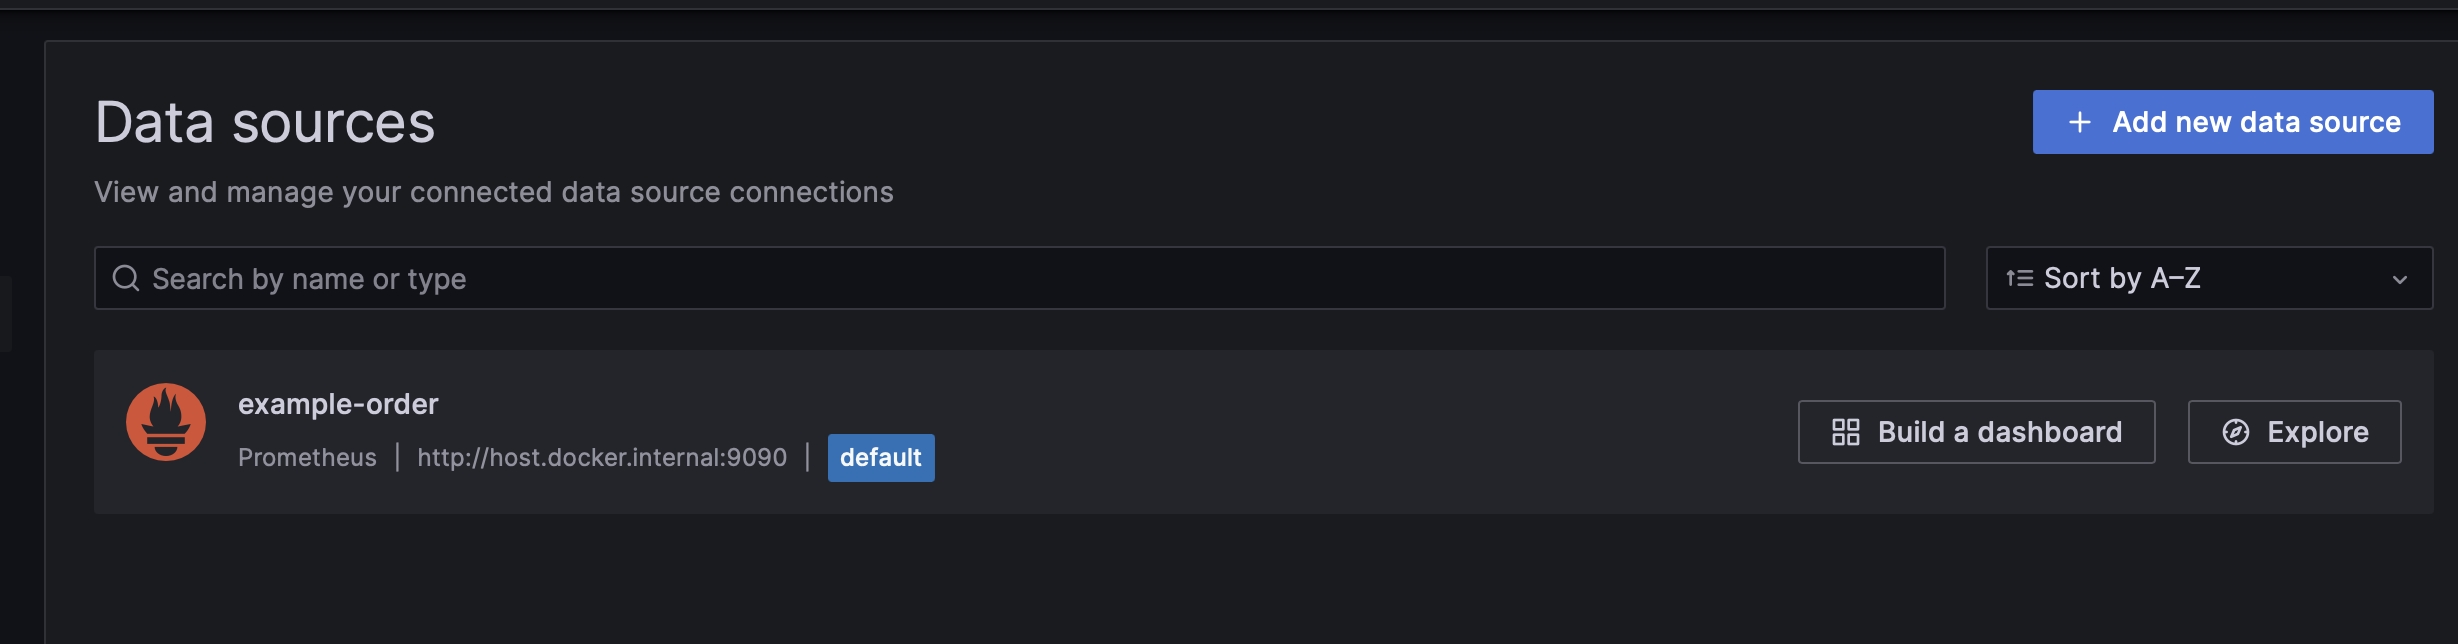 Data sources
Add new data source
View and manage your connected data source connections
Search by name or type
Sort by A–Z
example-order
Prometheus | http://host.docker.internal:9090 | default
Build a dashboard
Explore